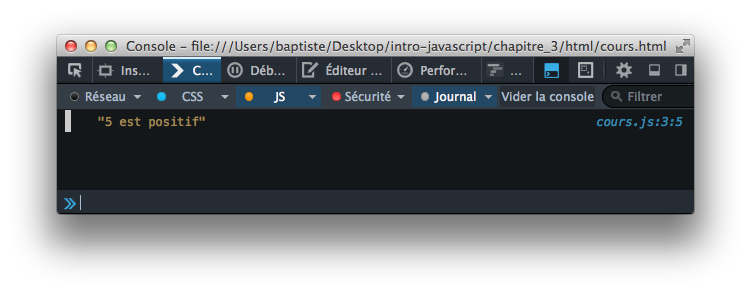 Console - file:///Users/baptiste/Desktop/intro-javascript/chapitre_3/html/cours.html
Ins... C... Déb... Éditeur ... Perfor... ...
Réseau CSS JS Sécurité Journal Vider la console Filtrer
"5 est positif" cours.js:3:5